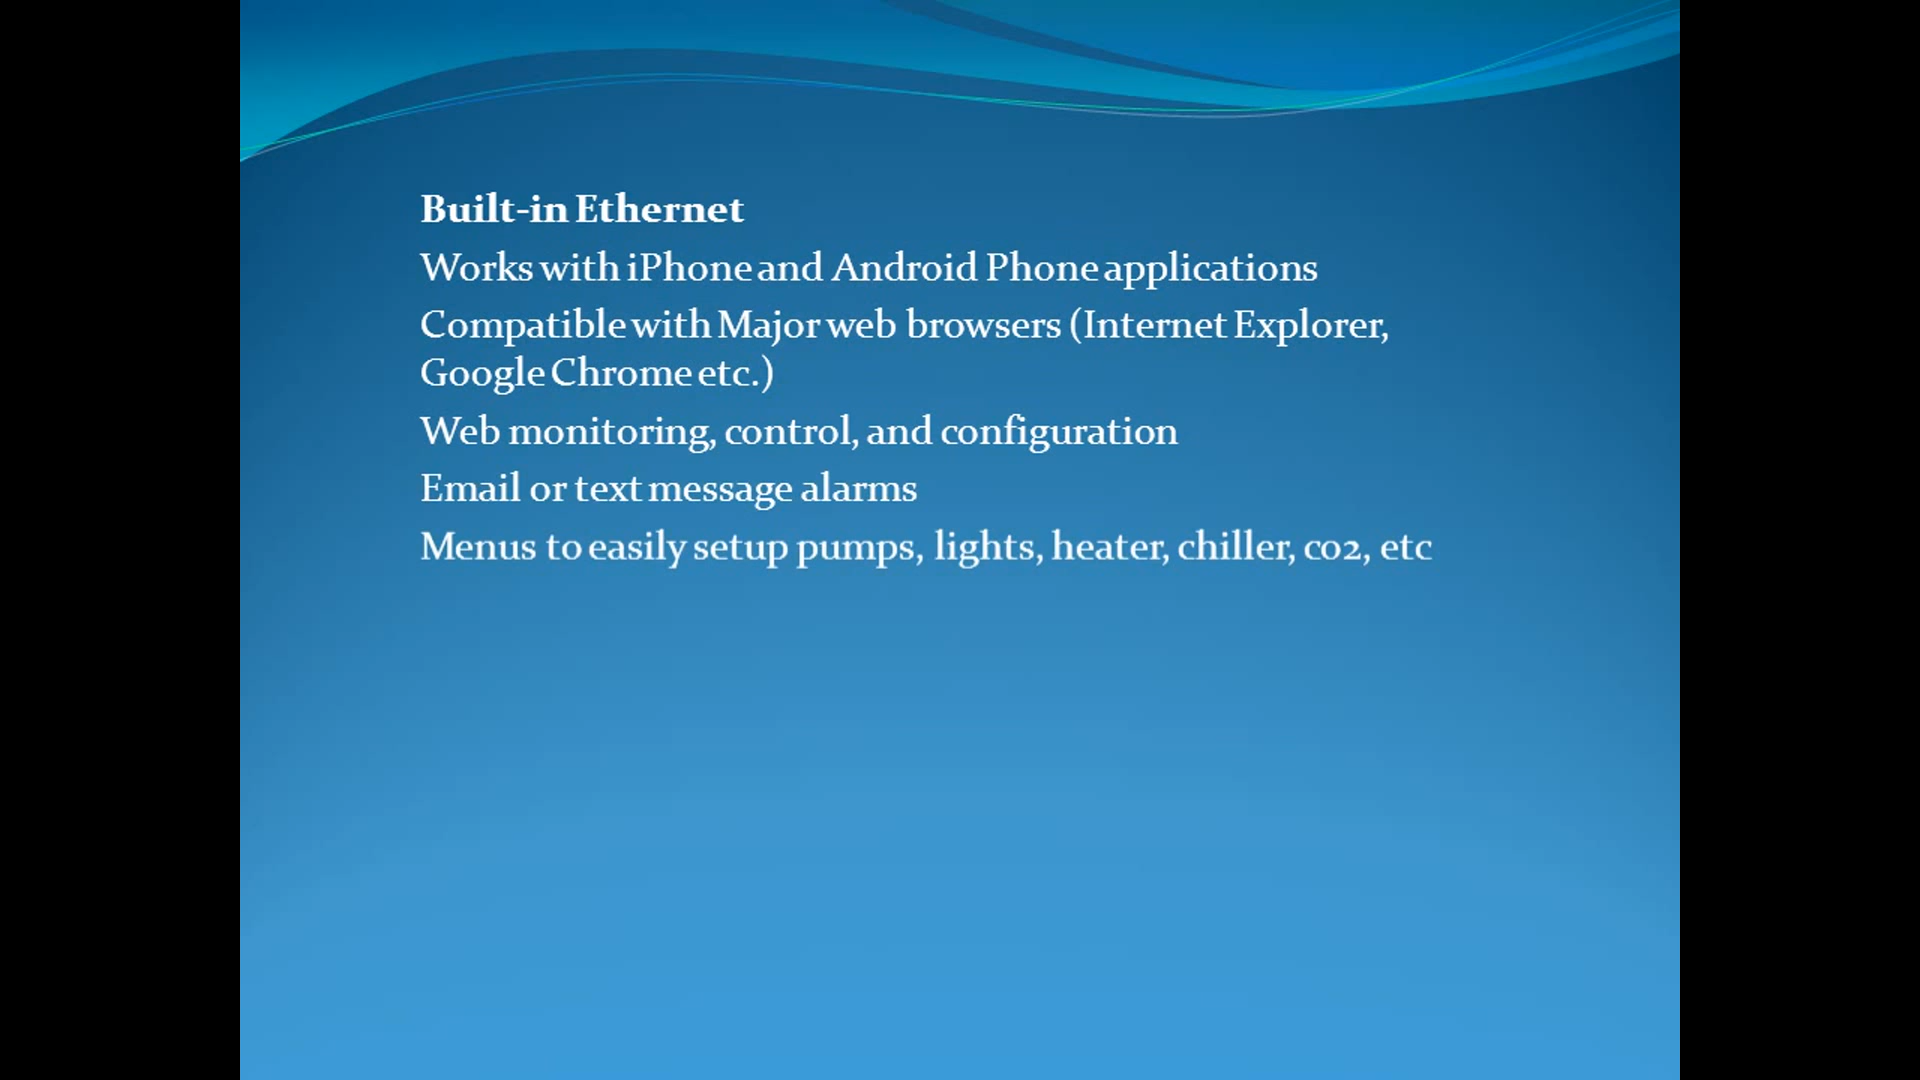 Built-in Ethernet
Works with iPhone and Android Phone applications
Compatible with Major web browsers (Internet Explorer,
Google Chrome etc.)
Web monitoring, control, and configuration
Email or text message alarms
Menus to easily setup pumps, lights, heater, chiller, co2, etc